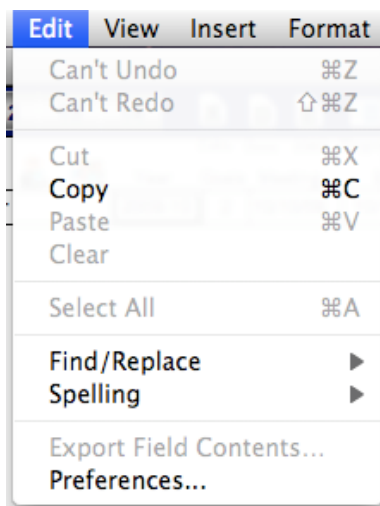 Edit View Insert Format
Can't Undo ⌘Z
Can't Redo ⇧⌘Z
Cut ⌘X
Copy ⌘C
Paste ⌘V
Clear
Select All ⌘A
Find/Replace ▶
Spelling ▶
Export Field Contents...
Preferences...